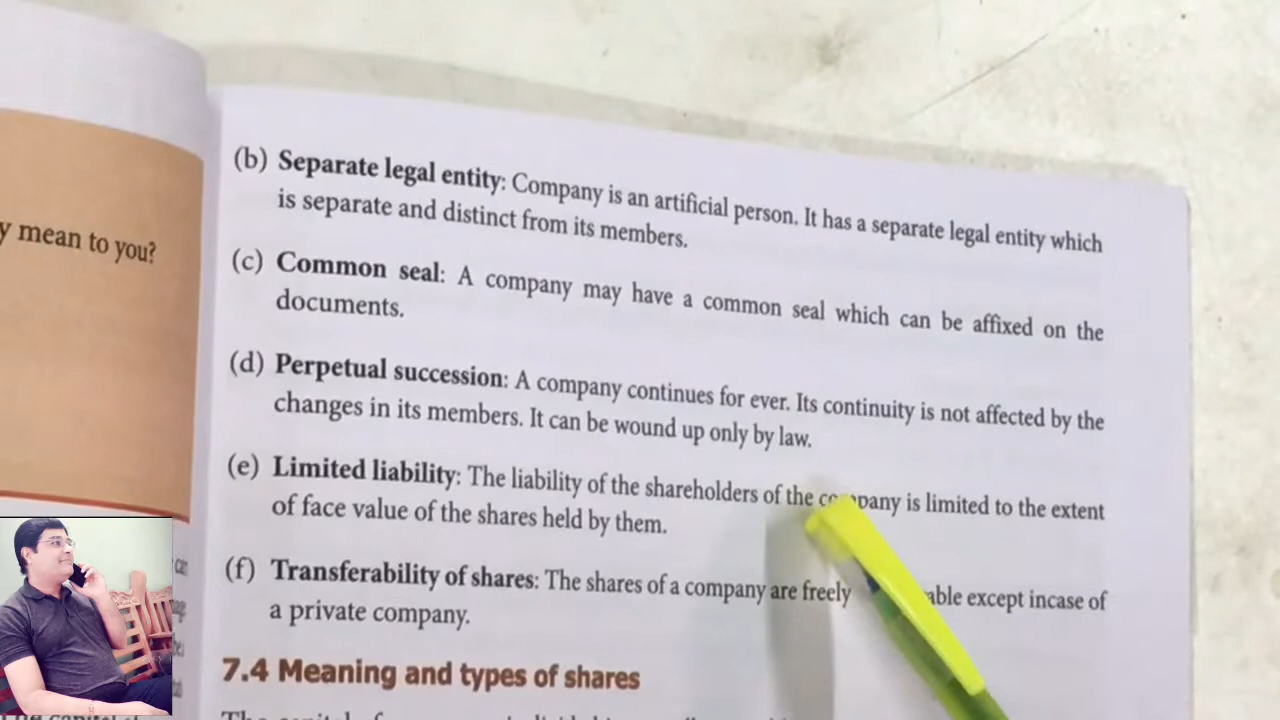 y mean to you?
(b) Separate legal entity: Company is an artificial person. It has a separate legal entity which
is separate and distinct from its members.
(c) Common seal: A company may have a common seal which can be affixed on the
documents.
(d) Perpetual succession: A company continues for ever. Its continuity is not affected by the
changes in its members. It can be wound up only by law.
(e) Limited liability: The liability of the shareholders of the company is limited to the extent
of face value of the shares held by them.
(f) Transferability of shares: The shares of a company are freely able except incase of
a private company.
7.4 Meaning and types of shares